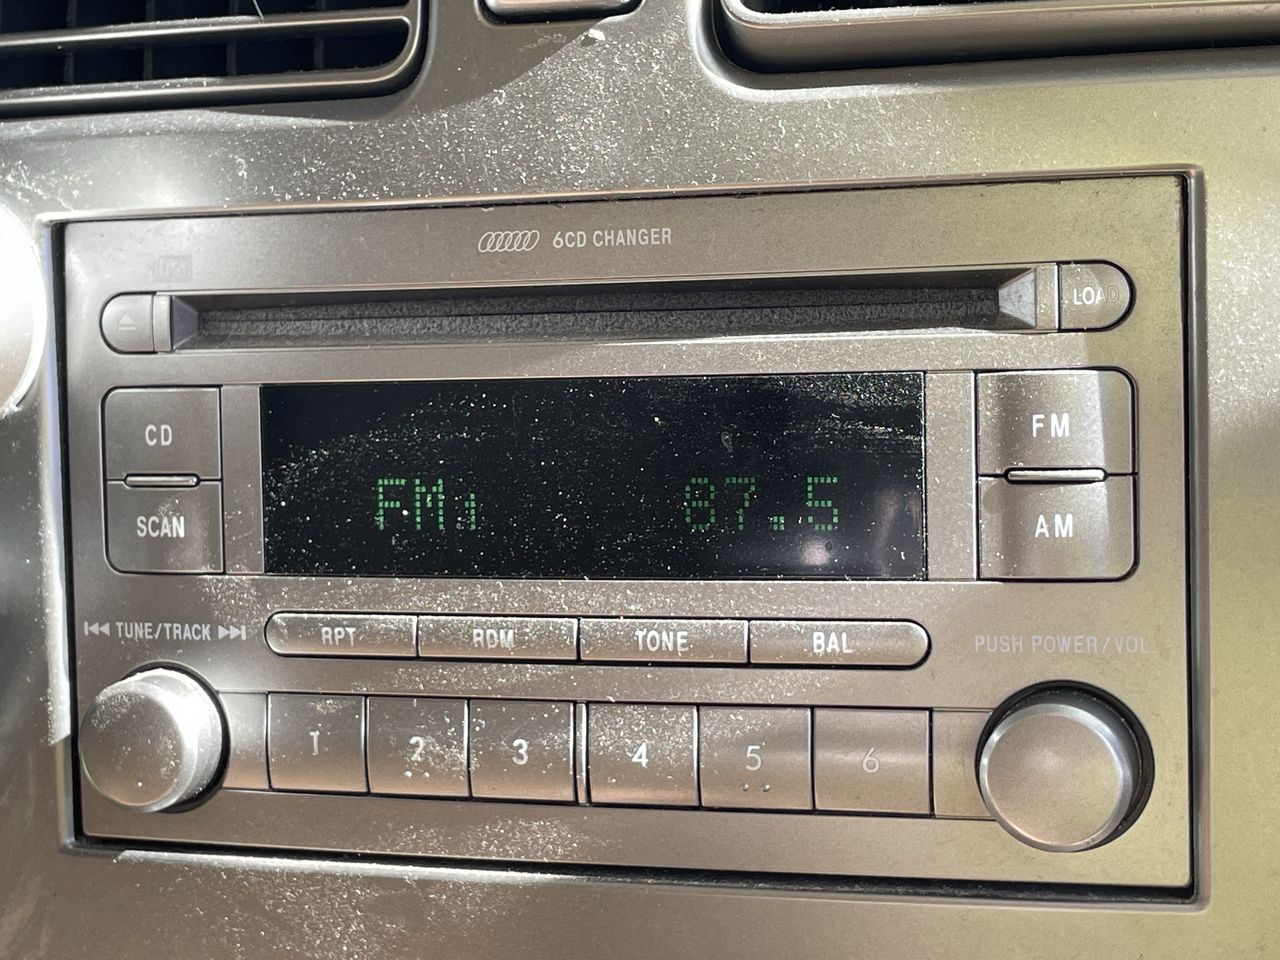 6CD CHANGER
LOAD
CD
FM
SCAN
AM
FM1 87.5
TUNE/TRACK
RPT
RDM
TONE
BAL
PUSH POWER/VOL
1
2
3
4
5
6